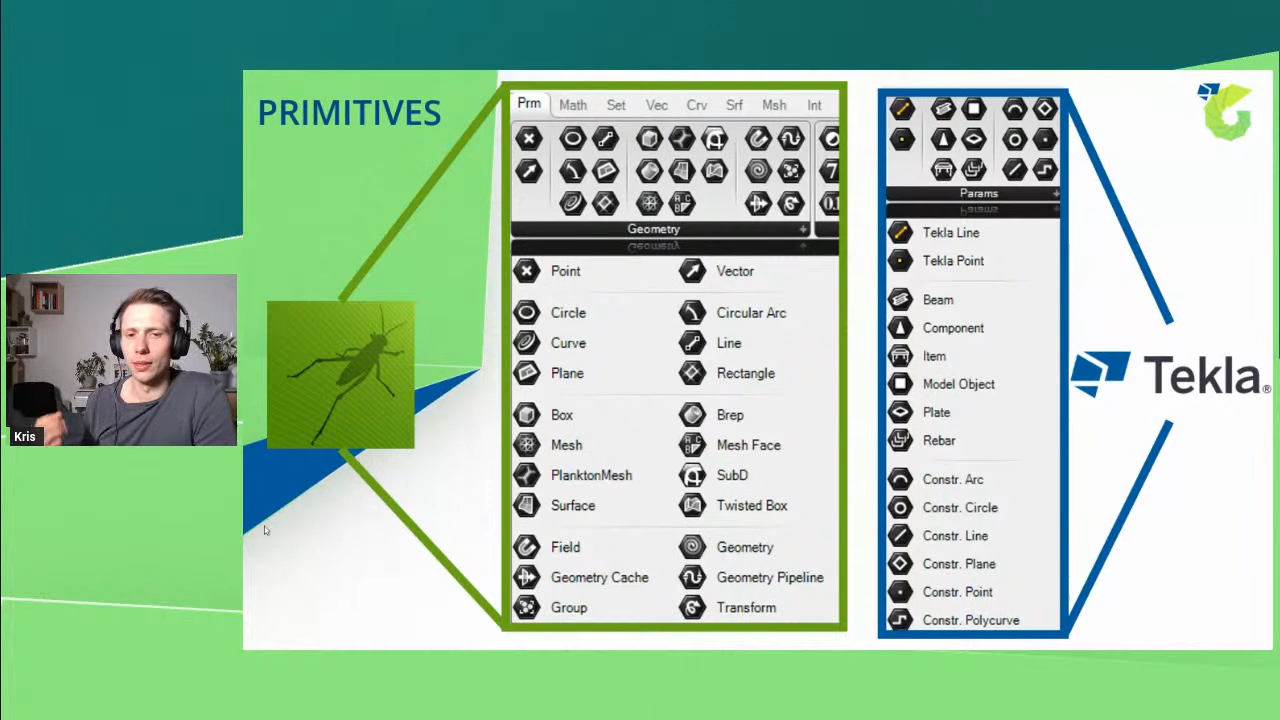 PRIMITIVES
Prm Math Set Vec Crv Srf Msh Int
Geometry
Point Vector
Circle Circular Arc
Curve Line
Plane Rectangle
Box Brep
Mesh Mesh Face
PlanktonMesh SubD
Surface Twisted Box
Field Geometry
Geometry Cache Geometry Pipeline
Group Transform
Params
Tekla Line
Tekla Point
Beam
Component
Item
Model Object
Plate
Rebar
Constr. Arc
Constr. Circle
Constr. Line
Constr. Plane
Constr. Point
Constr. Polycurve
Tekla®
Kris